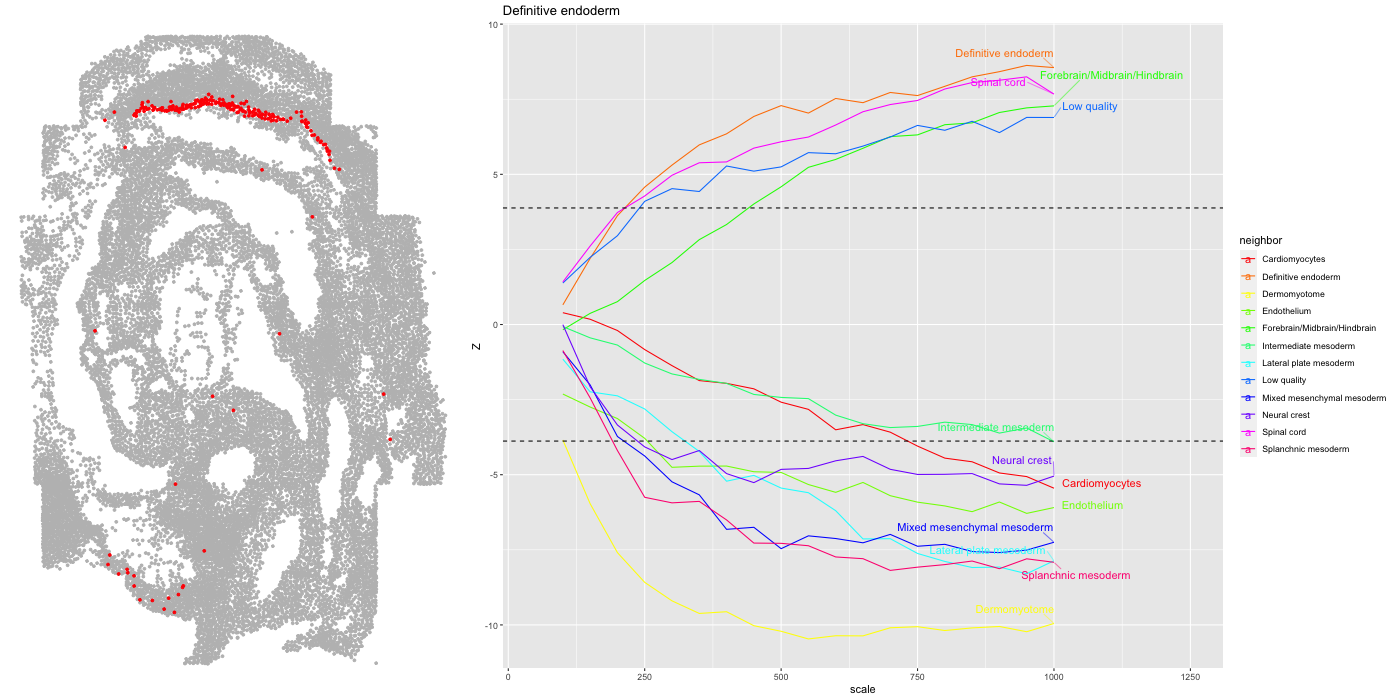 Definitive endoderm
10
5
0
-5
-10
Z
Definitive endoderm
Spinal cord
Forebrain/Midbrain/Hindbrain
Low quality
Intermediate mesoderm
Neural crest
Cardiomyocytes
Endothelium
Mixed mesenchymal mesoderm
Lateral plate mesoderm
Splanchnic mesoderm
Dermomyotome
0
250
500
750
1000
1250
scale
neighbor
a Cardiomyocytes
a Definitive endoderm
a Dermomyotome
a Endothelium
a Forebrain/Midbrain/Hindbrain
a Intermediate mesoderm
a Lateral plate mesoderm
a Low quality
a Mixed mesenchymal mesoderm
a Neural crest
a Spinal cord
a Splanchnic mesoderm